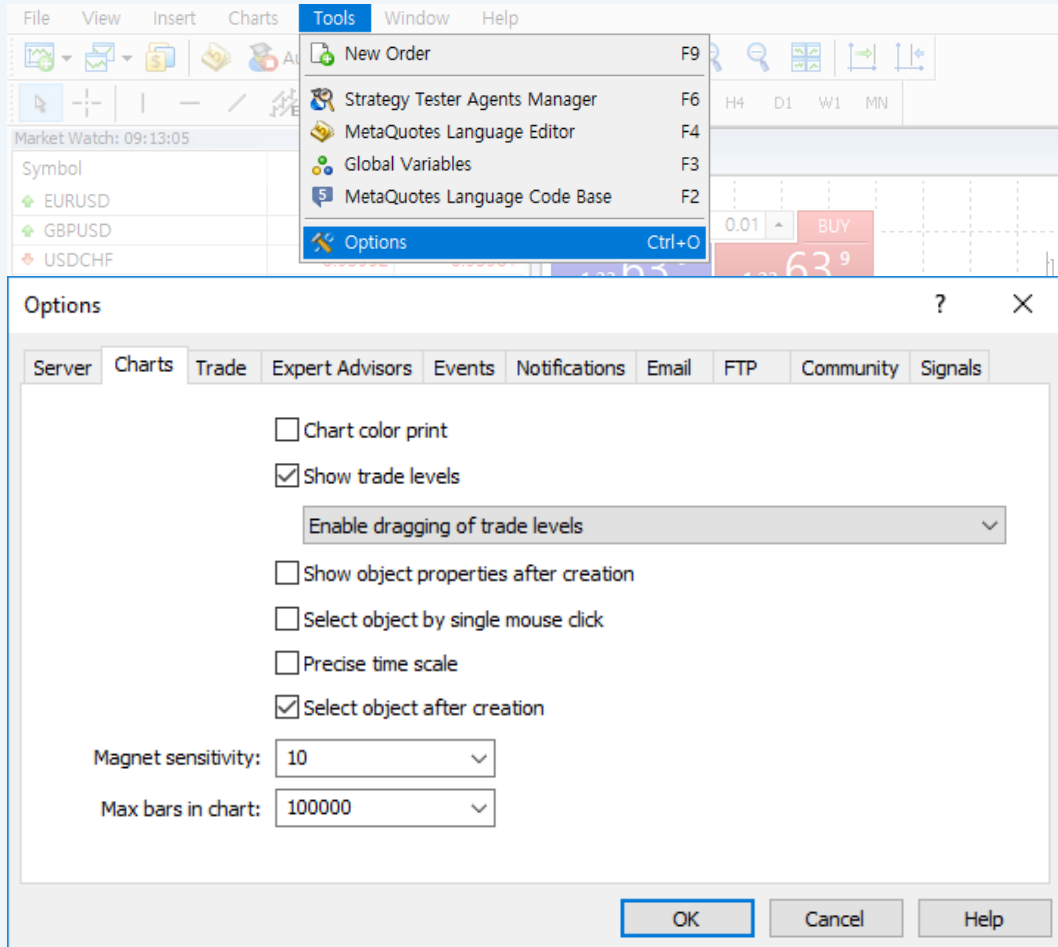 File View Insert Charts Tools Window Help
New Order F9
Strategy Tester Agents Manager F6
H4 D1 W1 MN
MetaQuotes Language Editor F4
Market Watch: 09:13:05
Global Variables F3
Symbol
MetaQuotes Language Code Base F2
EURUSD
GBPUSD
0.01 BUY
Options Ctrl+O
USDCHF
63 9
Options ? X
Server Charts Trade Expert Advisors Events Notifications Email FTP Community Signals
Chart color print
Show trade levels
Enable dragging of trade levels
Show object properties after creation
Select object by single mouse click
Precise time scale
Select object after creation
Magnet sensitivity: 10
Max bars in chart: 100000
OK Cancel Help